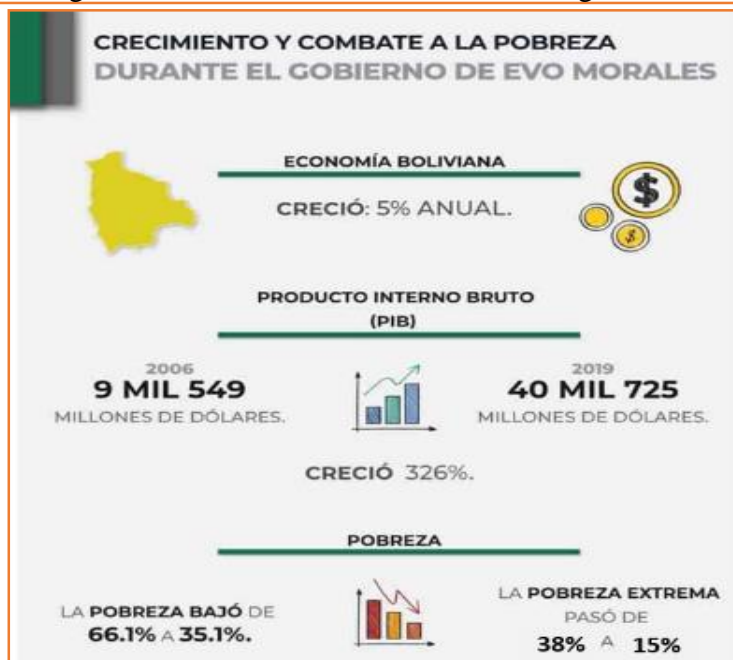 CRECIMIENTO Y COMBATE A LA POBREZA
DURANTE EL GOBIERNO DE EVO MORALES
ECONOMÍA BOLIVIANA
CRECIÓ: 5% ANUAL.
$
$
PRODUCTO INTERNO BRUTO
(PIB)
2006
9 MIL 549
MILLONES DE DÓLARES.
2019
40 MIL 725
MILLONES DE DÓLARES.
CRECIÓ 326%.
POBREZA
LA POBREZA BAJÓ DE
66.1% A 35.1%.
LA POBREZA EXTREMA
PASÓ DE
38% A 15%